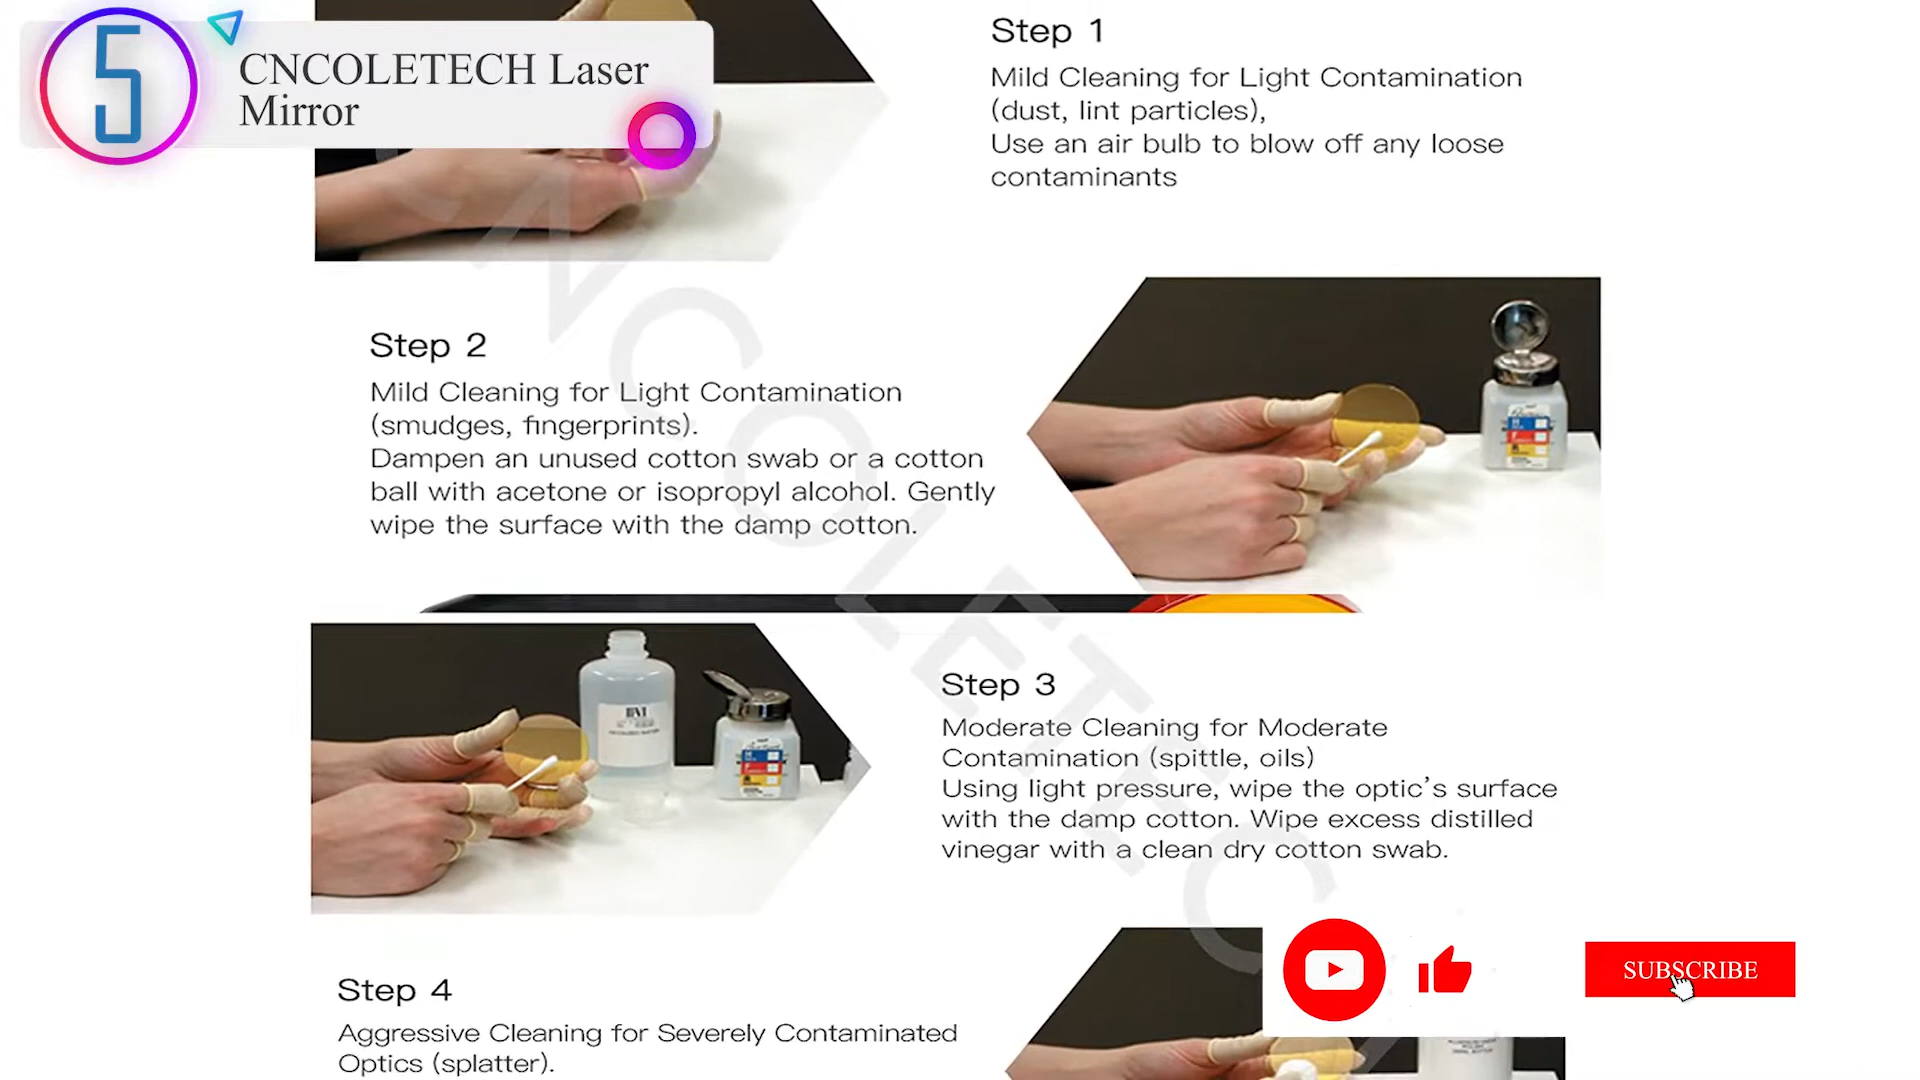 5
CNCOLETECH Laser
Mirror
Step 1
Mild Cleaning for Light Contamination
(dust, lint particles),
Use an air bulb to blow off any loose
contaminants
Step 2
Mild Cleaning for Light Contamination
(smudges, fingerprints).
Dampen an unused cotton swab or a cotton
ball with acetone or isopropyl alcohol. Gently
wipe the surface with the damp cotton.
Step 3
Moderate Cleaning for Moderate
Contamination (spittle, oils)
Using light pressure, wipe the optic's surface
with the damp cotton. Wipe excess distilled
vinegar with a clean dry cotton swab.
Step 4
Aggressive Cleaning for Severely Contaminated
Optics (splatter).
SUBSCRIBE